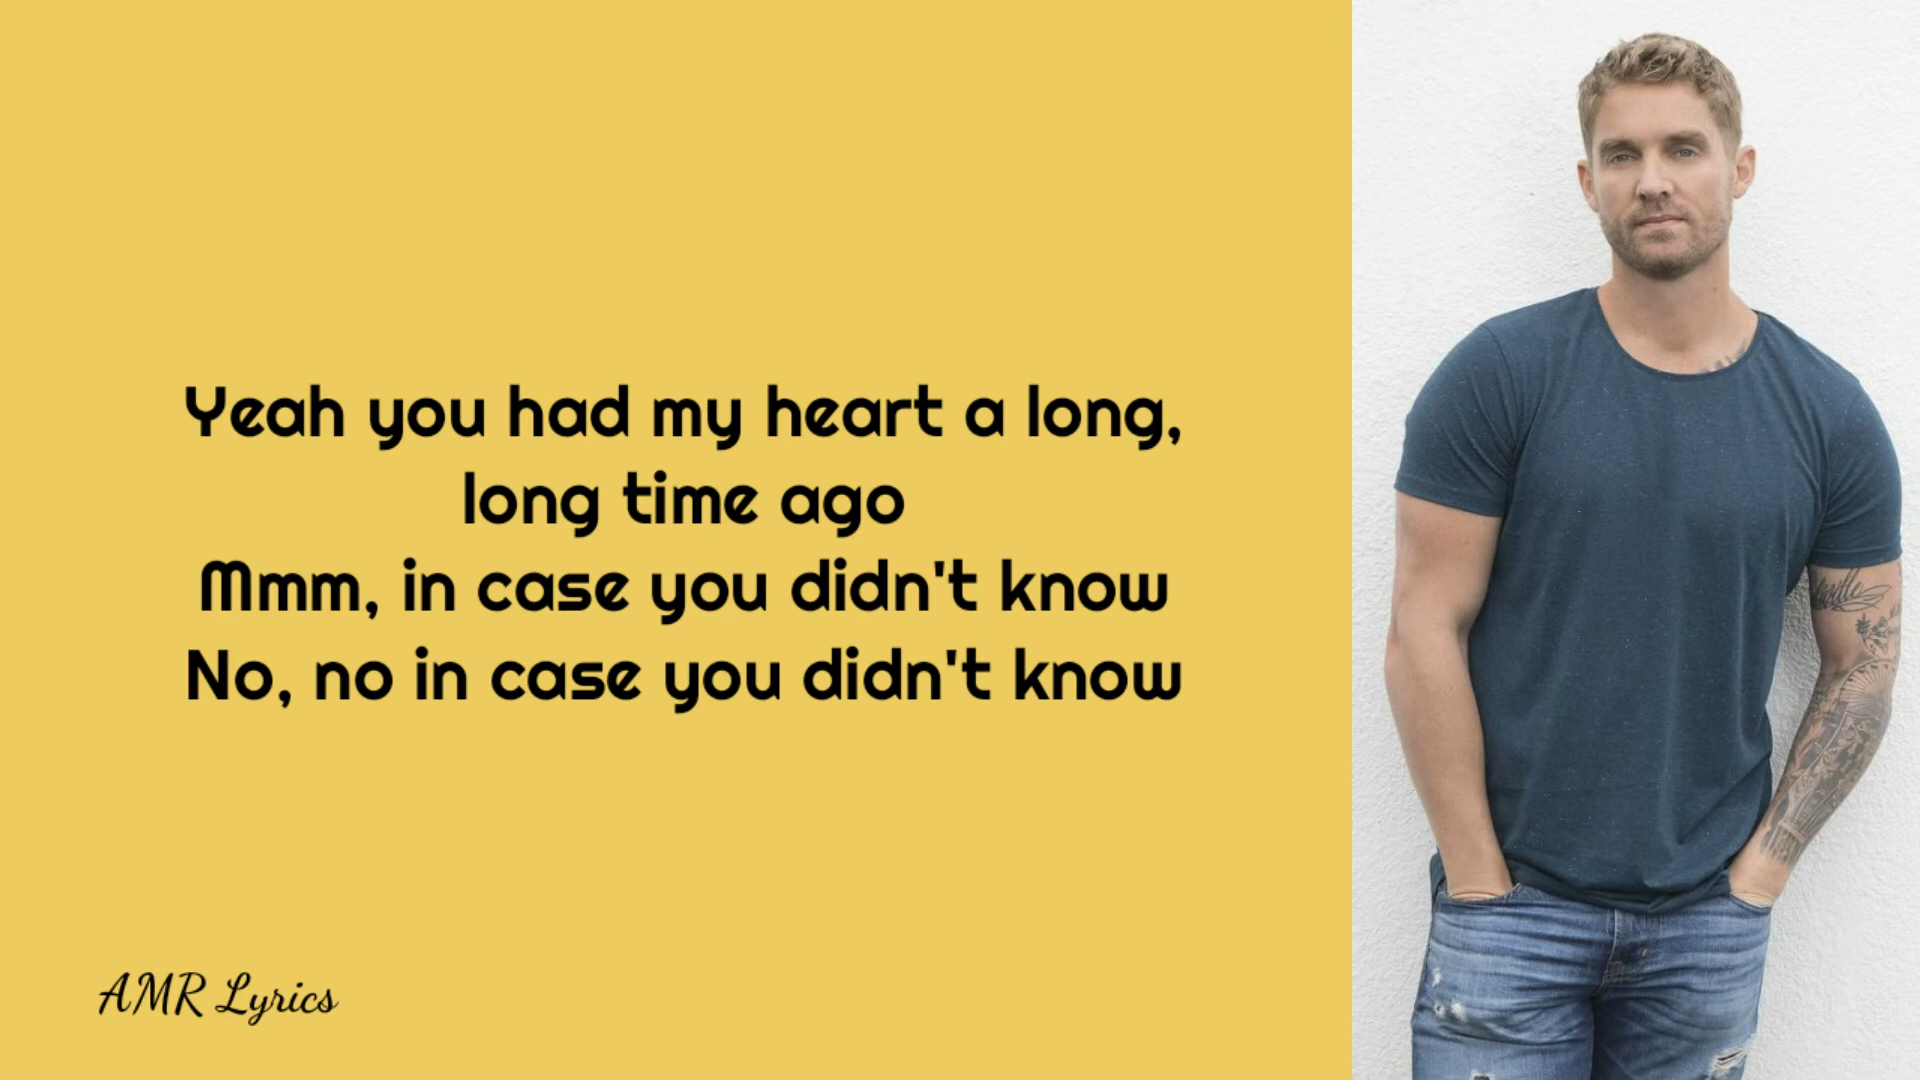 Yeah you had my heart a long,
long time ago
Mmm, in case you didn't know
No, no in case you didn't know
AMR Lyrics